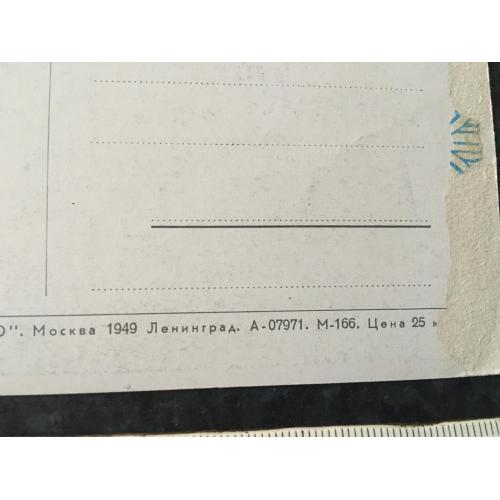 О". Москва 1949 Ленинград. А-07971. М-166. Цена 25 к